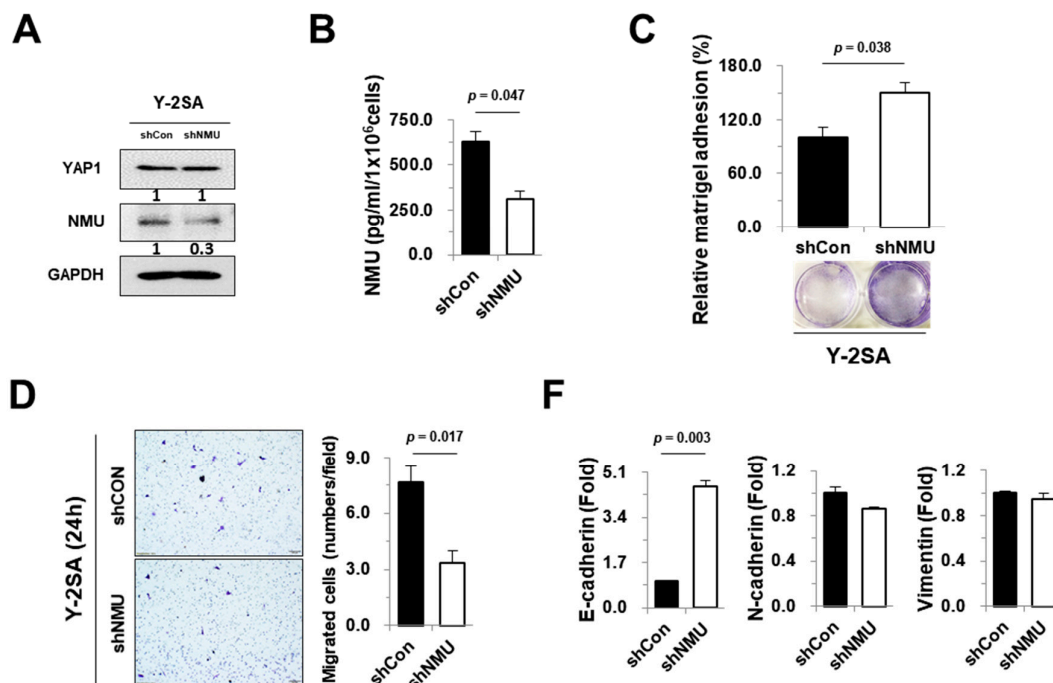 A
Y-2SA
shCon shNMU
YAP1
1 1
NMU
1 0.3
GAPDH
B
p = 0.047
NMU (pg/ml/1x10⁶cells)
750.0
500.0
250.0
0.0
shCon
shNMU
C
p = 0.038
Relative matrigel adhesion (%)
180.0
120.0
60.0
0.0
shCon shNMU
Y-2SA
D
Y-2SA (24h)
shCON
shNMU
p = 0.017
Migrated cells (numbers/field)
9.0
6.0
3.0
0.0
shCon
shNMU
F
p = 0.003
E-cadherin (Fold)
5.1
3.4
1.7
0.0
shCon
shNMU
N-cadherin (Fold)
1.2
0.8
0.4
0.0
shCon
shNMU
Vimentin (Fold)
1.2
0.8
0.4
0.0
shCon
shNMU